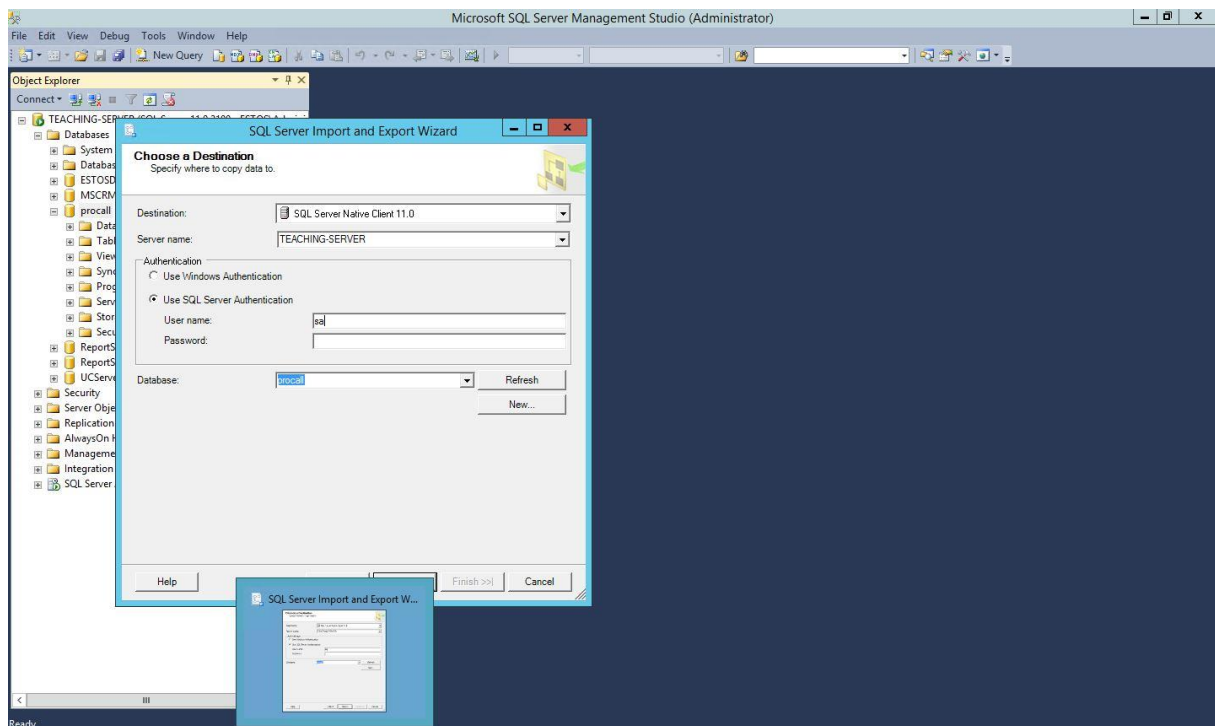 Microsoft SQL Server Management Studio (Administrator)
File Edit View Debug Tools Window Help
New Query
Object Explorer
Connect
TEACHING-SERVER
Databases
System
Databas
ESTOSD
MSCRM
procall
Data
Tabl
View
Syno
Prog
Serv
Stor
Secu
ReportS
ReportS
UCServe
Security
Server Obje
Replication
AlwaysOn H
Manageme
Integration
SQL Server
SQL Server Import and Export Wizard
Choose a Destination
Specify where to copy data to.
Destination:
SQL Server Native Client 11.0
Server name:
TEACHING-SERVER
Authentication
Use Windows Authentication
Use SQL Server Authentication
User name:
sa
Password:
Database:
procall
Refresh
New...
Help
Finish >>|
Cancel
SQL Server Import and Export W...
Ready